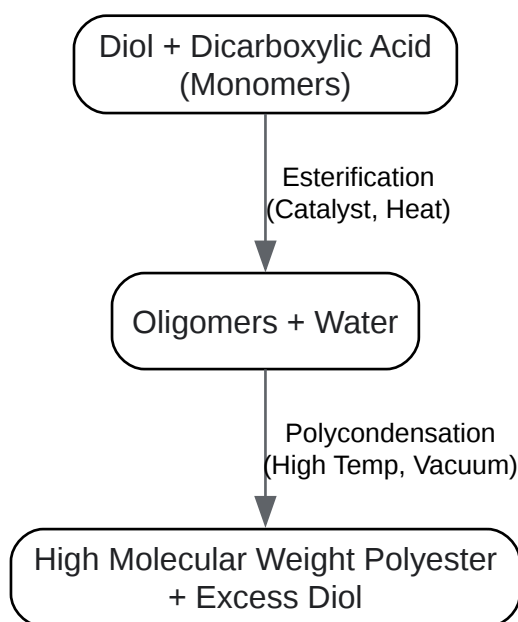 Diol + Dicarboxylic Acid
(Monomers)
Esterification
(Catalyst, Heat)
Oligomers + Water
Polycondensation
(High Temp, Vacuum)
High Molecular Weight Polyester
+ Excess Diol